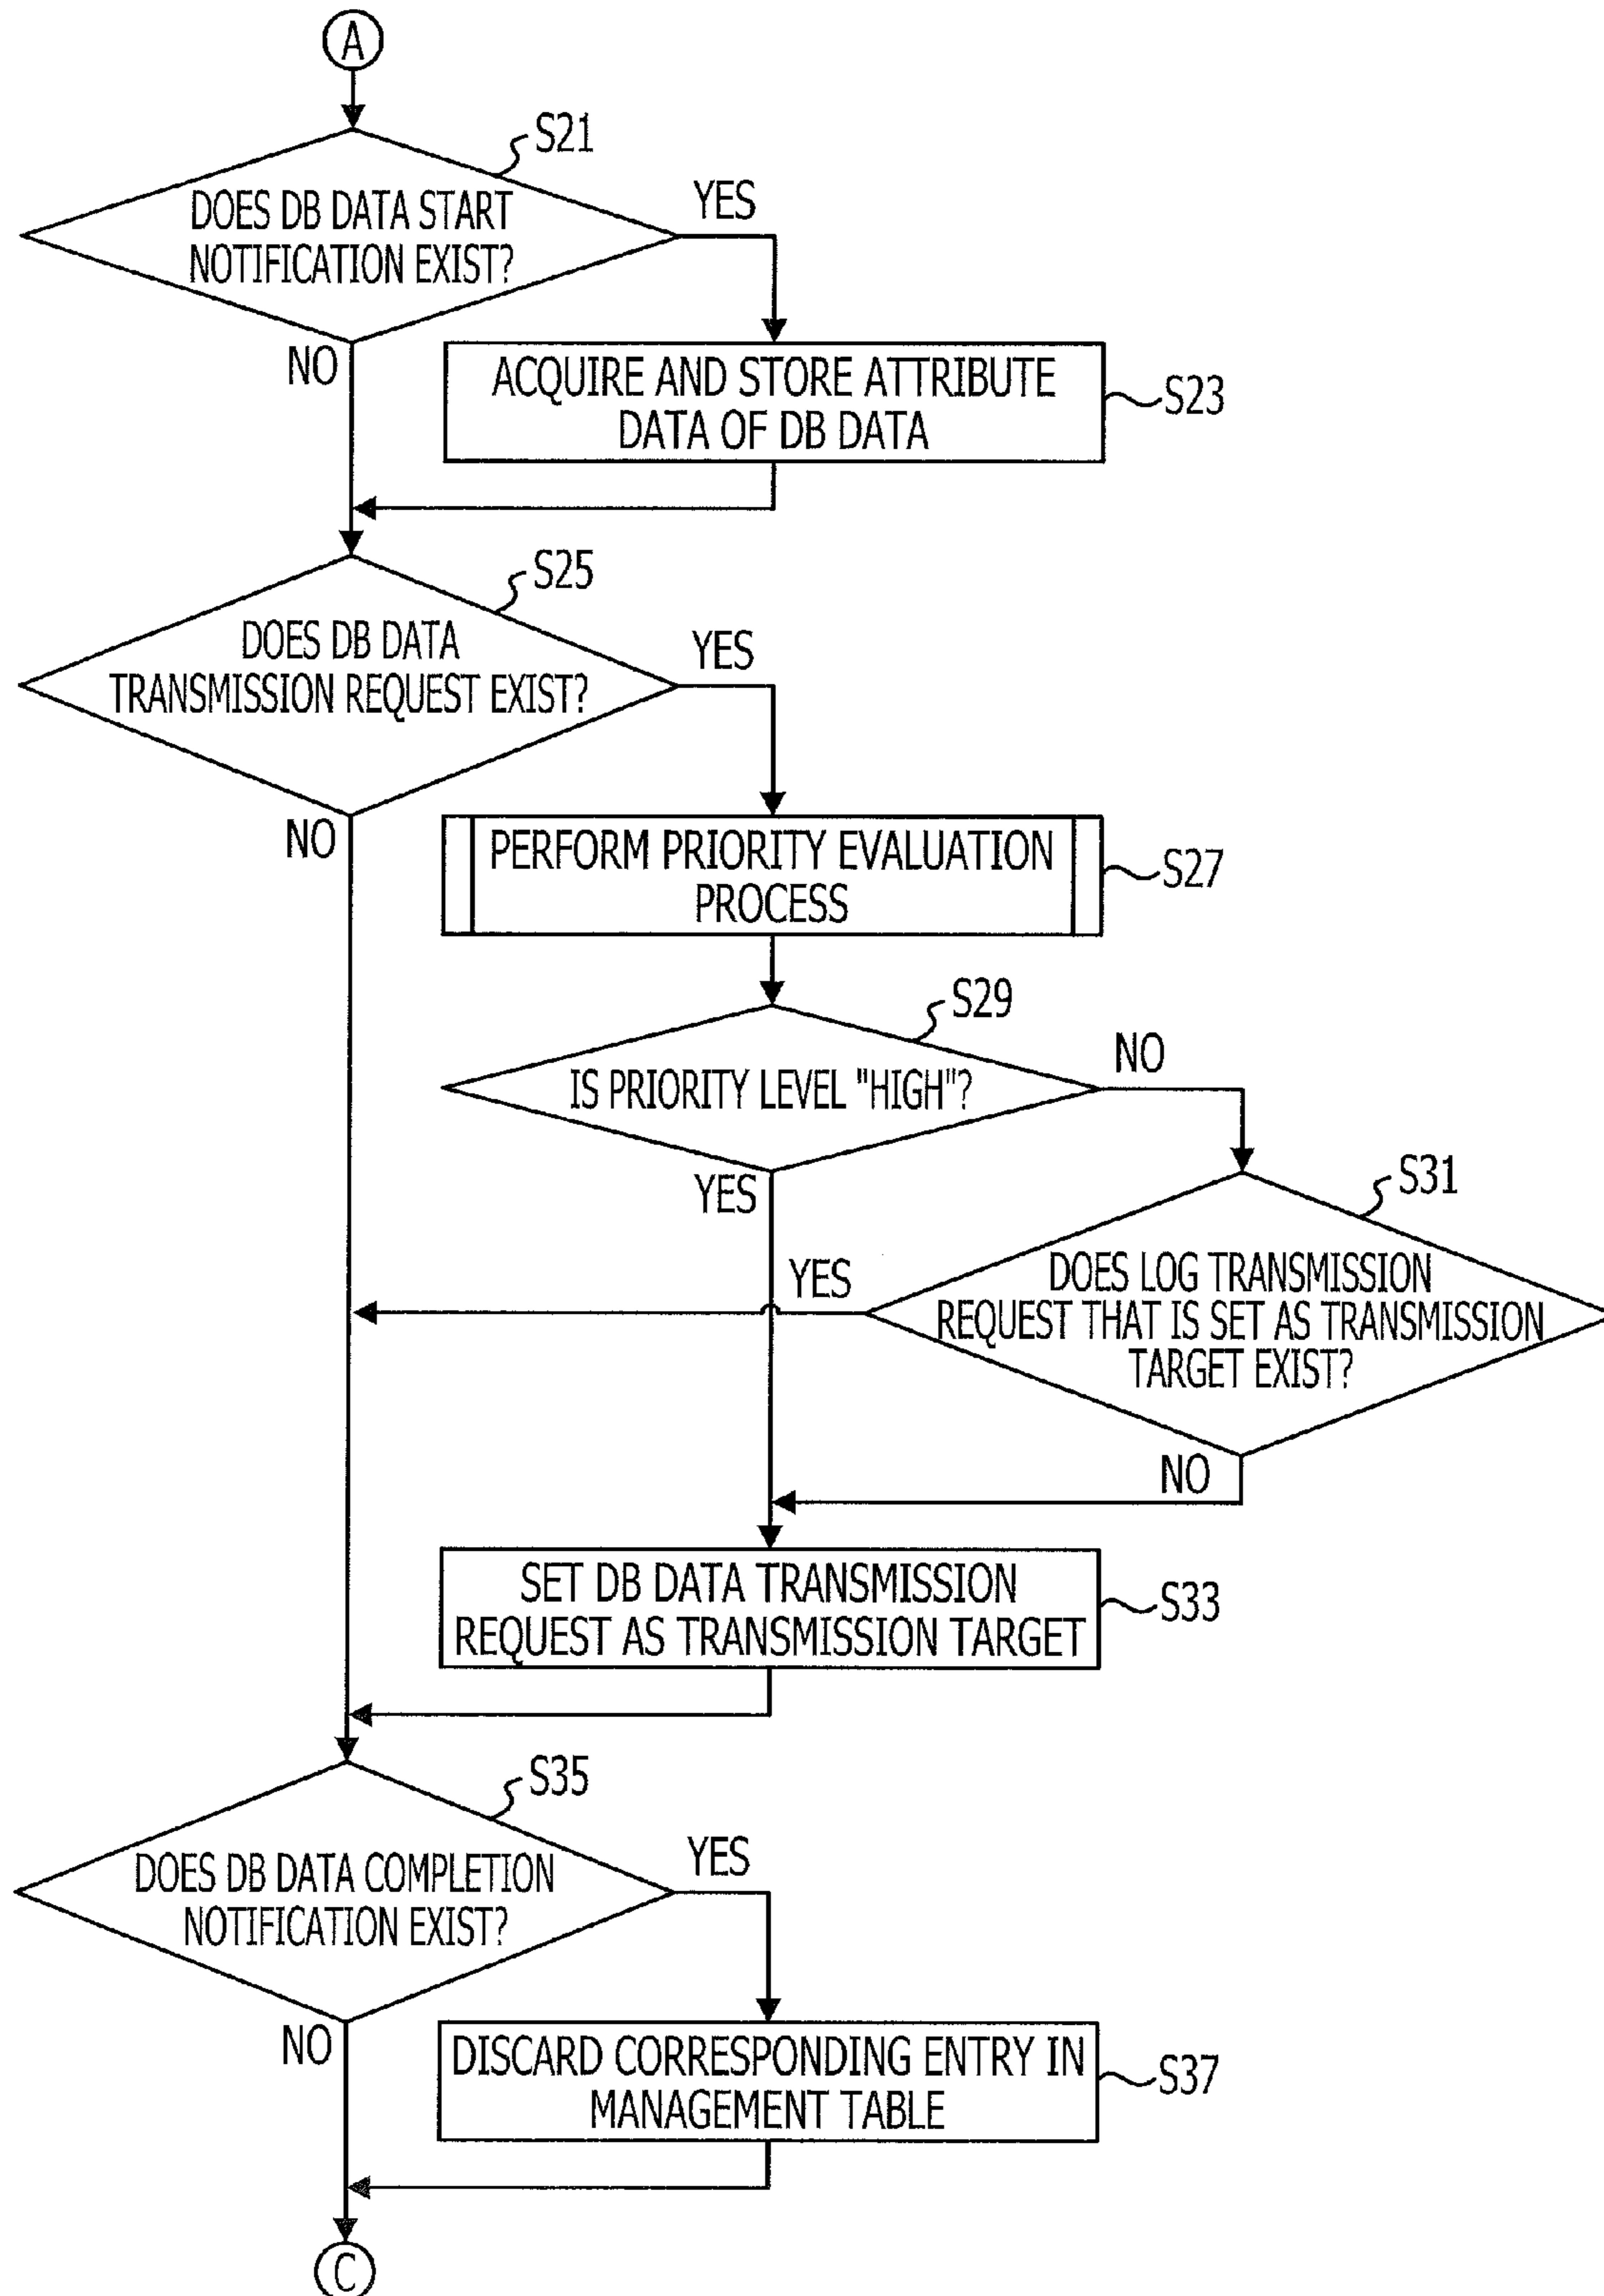 A
S21
DOES DB DATA START
NOTIFICATION EXIST?
YES
NO
ACQUIRE AND STORE ATTRIBUTE
DATA OF DB DATA
S23
S25
DOES DB DATA
TRANSMISSION REQUEST EXIST?
YES
NO
PERFORM PRIORITY EVALUATION
PROCESS
S27
S29
IS PRIORITY LEVEL "HIGH"?
NO
YES
S31
DOES LOG TRANSMISSION
REQUEST THAT IS SET AS TRANSMISSION
TARGET EXIST?
YES
NO
SET DB DATA TRANSMISSION
REQUEST AS TRANSMISSION TARGET
S33
S35
DOES DB DATA COMPLETION
NOTIFICATION EXIST?
YES
NO
DISCARD CORRESPONDING ENTRY IN
MANAGEMENT TABLE
S37
C